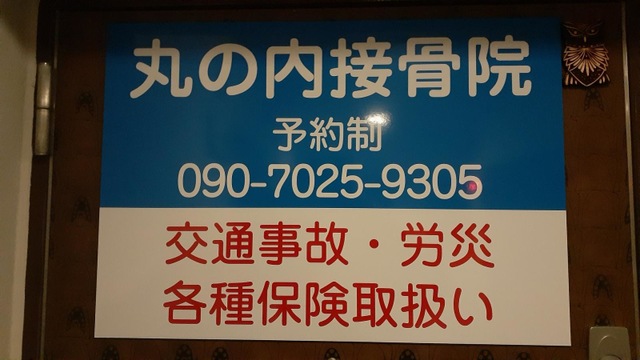 丸の内接骨院
予約制
090-7025-9305
交通事故・労災
各種保険取扱い